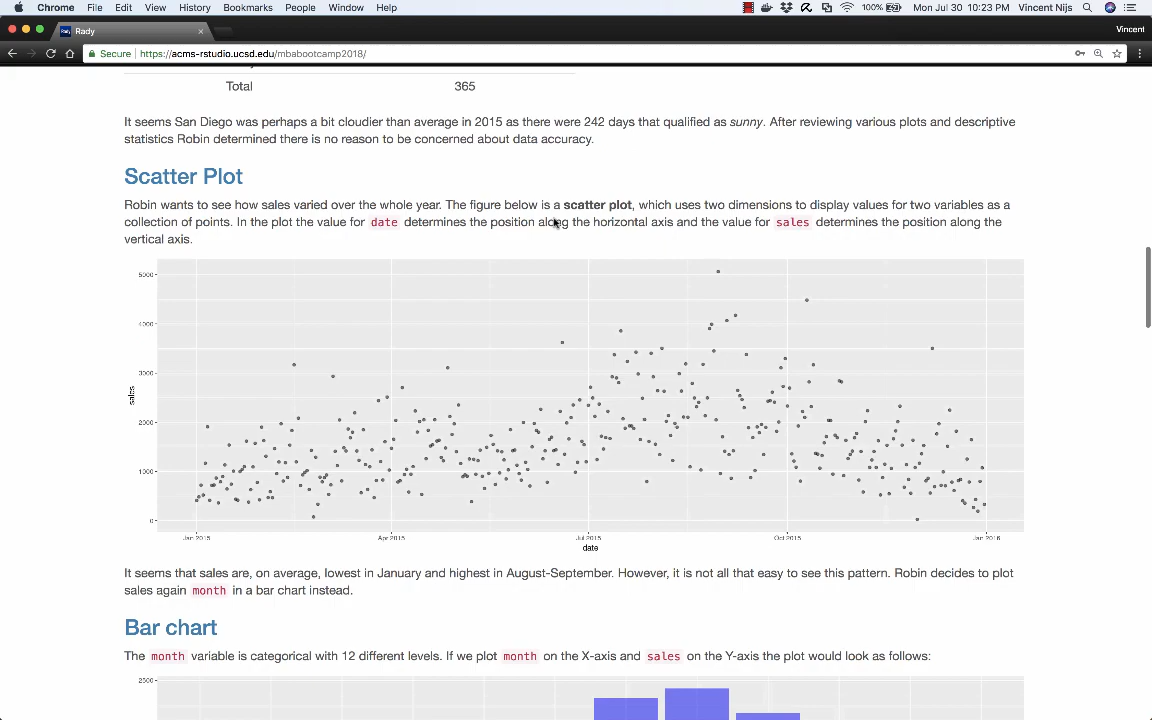 Chrome File Edit View History Bookmarks People Window Help 100% Mon Jul 30 10:23 PM Vincent Nijs
Rady Vincent
Secure https://acms-rstudio.ucsd.edu/mbabootcamp2018/
Total 365
It seems San Diego was perhaps a bit cloudier than average in 2015 as there were 242 days that qualified as sunny. After reviewing various plots and descriptive
statistics Robin determined there is no reason to be concerned about data accuracy.
Scatter Plot
Robin wants to see how sales varied over the whole year. The figure below is a scatter plot, which uses two dimensions to display values for two variables as a
collection of points. In the plot the value for date determines the position along the horizontal axis and the value for sales determines the position along the
vertical axis.
5000
4000
3000
sales
2000
1000
0
Jan 2015 Apr 2015 Jul 2015 Oct 2015 Jan 2016
date
It seems that sales are, on average, lowest in January and highest in August-September. However, it is not all that easy to see this pattern. Robin decides to plot
sales again month in a bar chart instead.
Bar chart
The month variable is categorical with 12 different levels. If we plot month on the X-axis and sales on the Y-axis the plot would look as follows:
2500